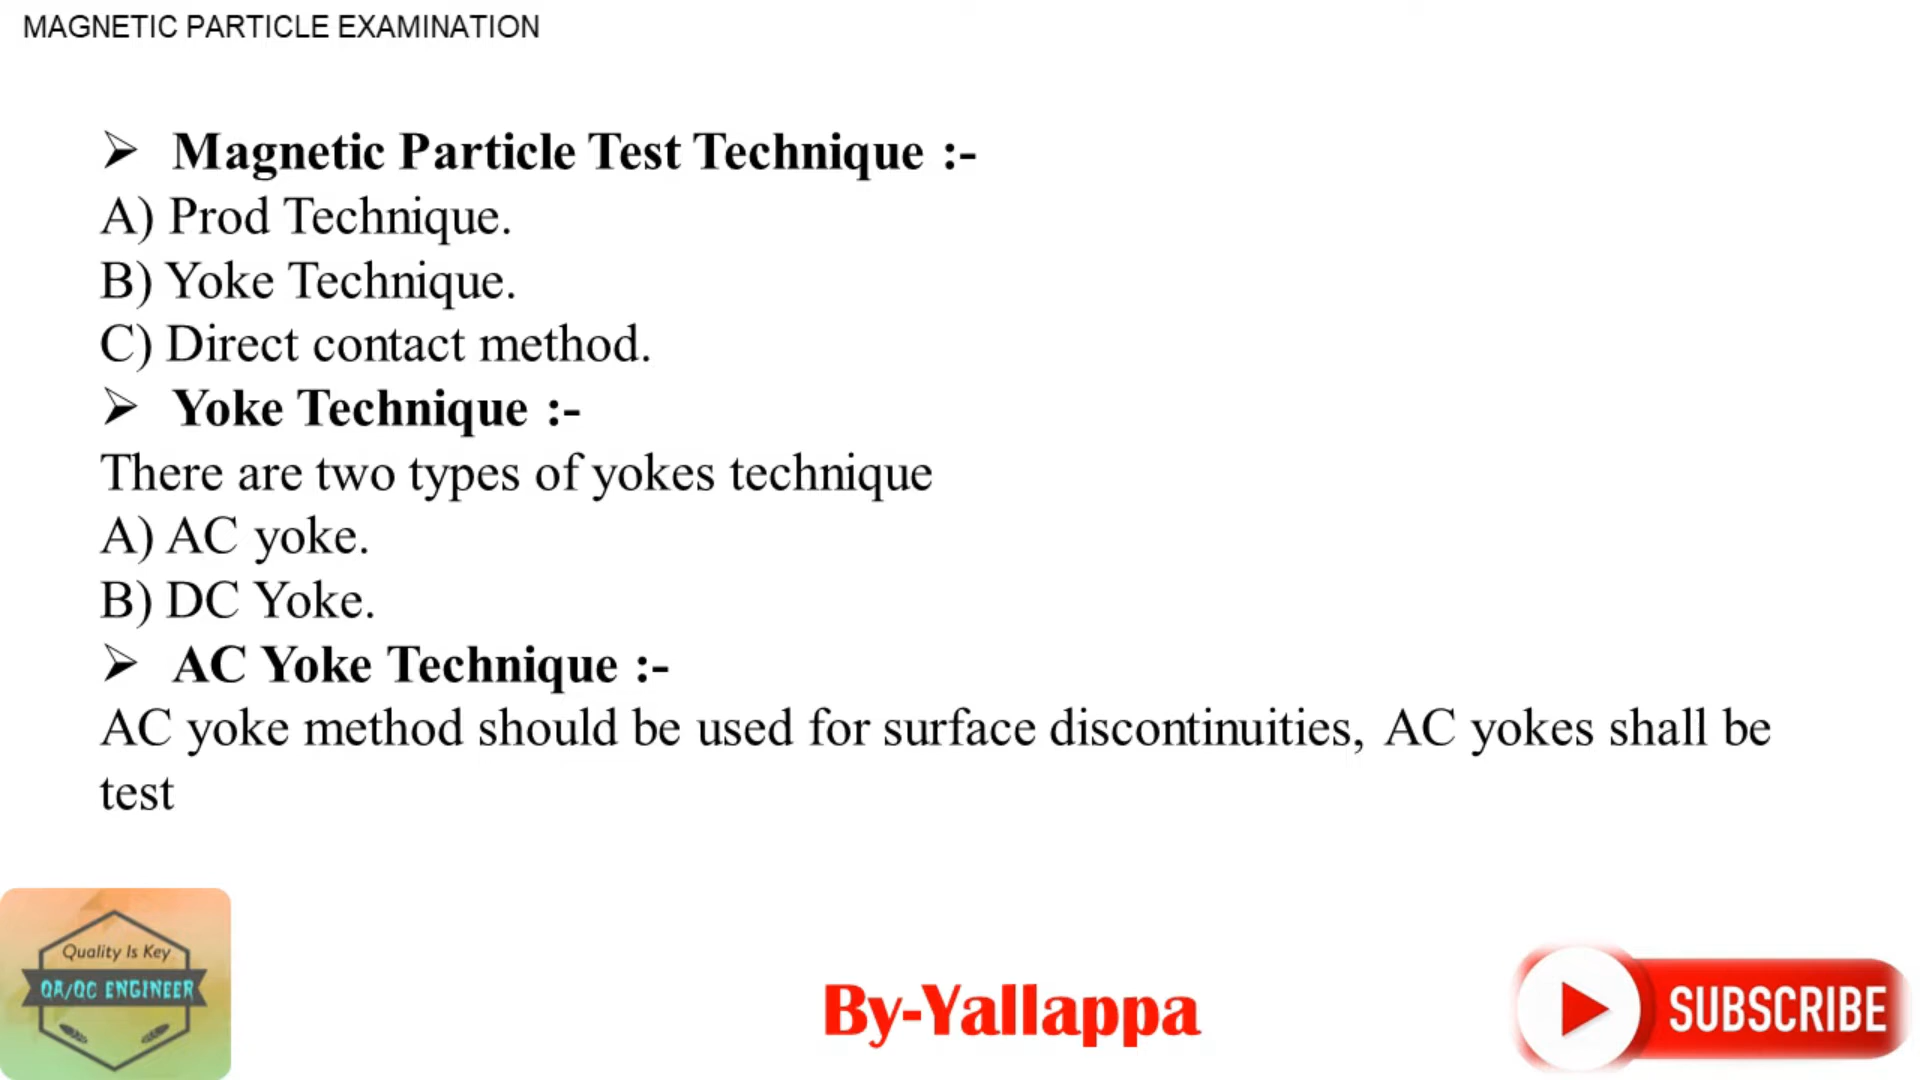 MAGNETIC PARTICLE EXAMINATION
➢ Magnetic Particle Test Technique :-
A) Prod Technique.
B) Yoke Technique.
C) Direct contact method.
➢ Yoke Technique :-
There are two types of yokes technique
A) AC yoke.
B) DC Yoke.
➢ AC Yoke Technique :-
AC yoke method should be used for surface discontinuities, AC yokes shall be
test
Quality Is Key
QA/QC ENGINEER
By-Yallappa
SUBSCRIBE